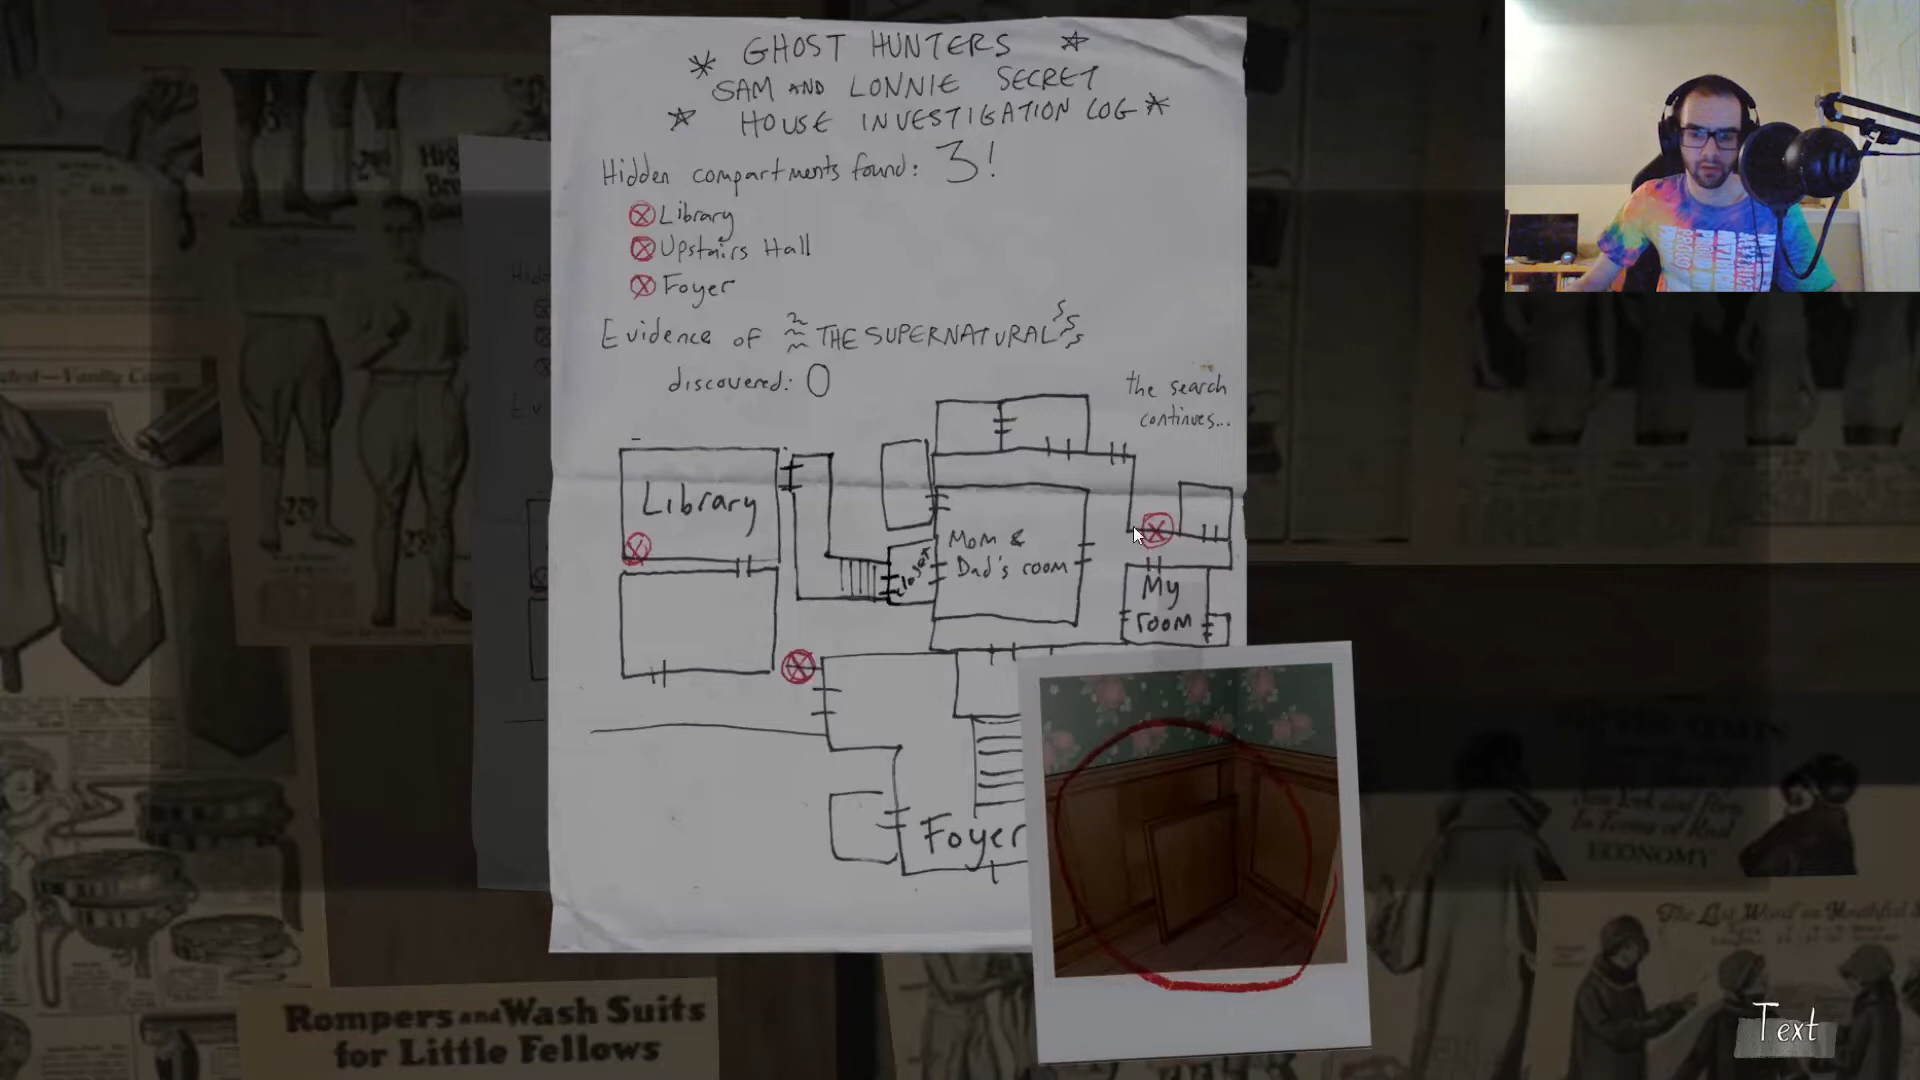 GHOST HUNTERS
SAM AND LONNIE SECRET
HOUSE INVESTIGATION LOG
Hidden compartments found: 3!
Library
Upstairs Hall
Foyer
Evidence of THE SUPERNATURAL
discovered: 0
the search
continues...
Library
Mom &
Dad's room
closet
My
room
Foyer
Rompers and Wash Suits
for Little Fellows
ECONOMY
Text